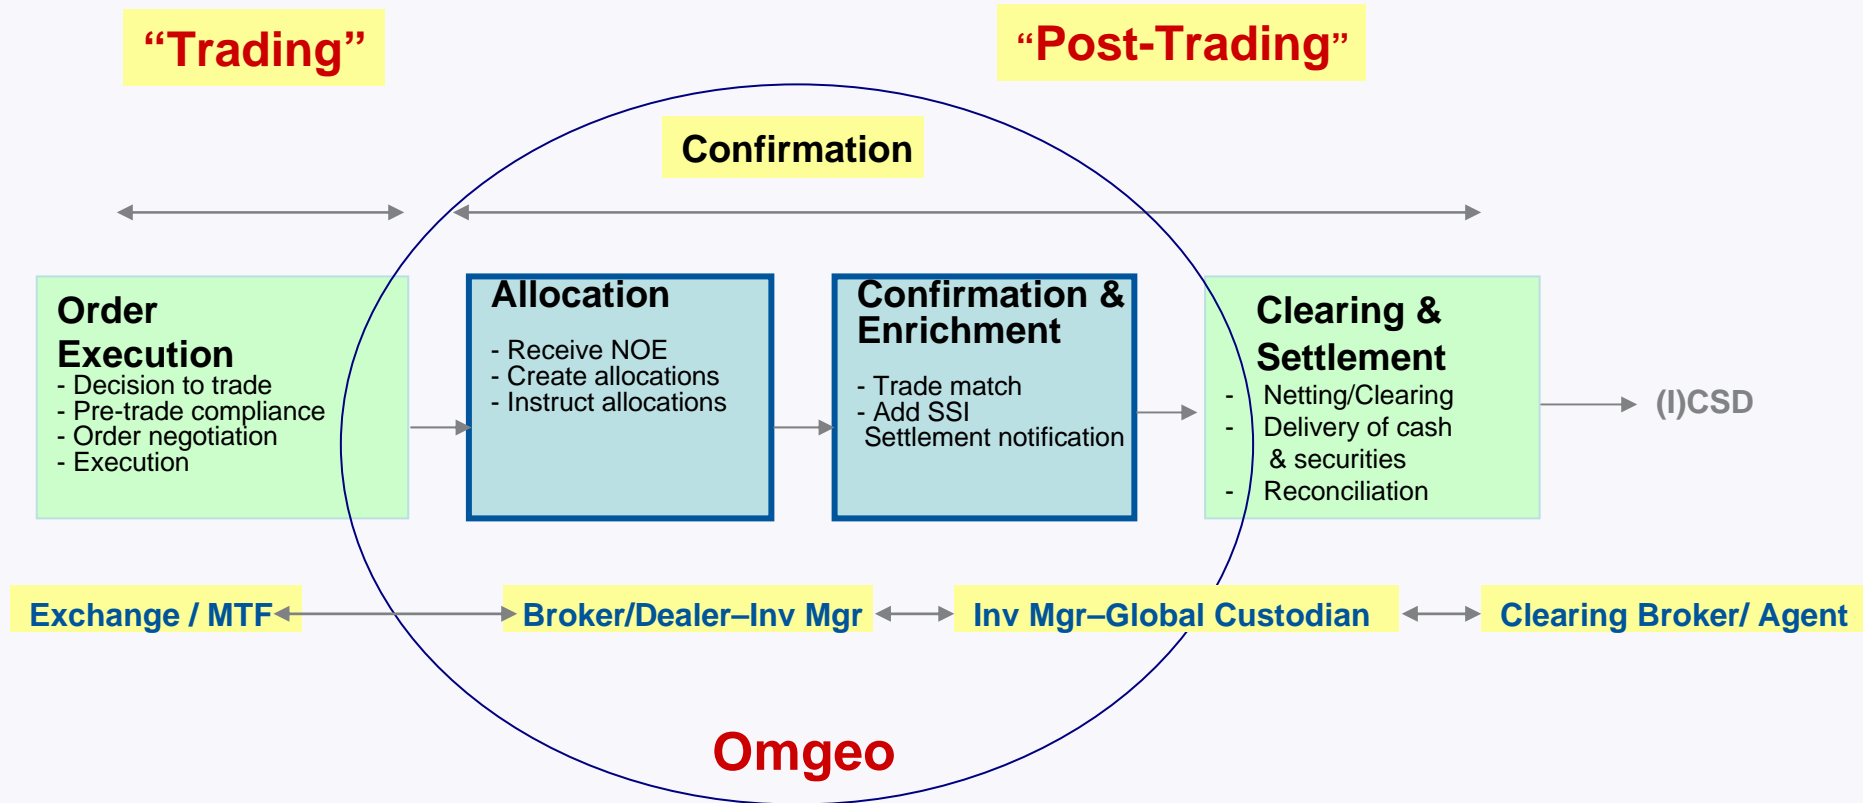 “Trading”
“Post-Trading”
Confirmation
Order
Execution
- Decision to trade
- Pre-trade compliance
- Order negotiation
- Execution
Allocation
- Receive NOE
- Create allocations
- Instruct allocations
Confirmation &
Enrichment
- Trade match
- Add SSI
Settlement notification
Clearing &
Settlement
- Netting/Clearing
- Delivery of cash
& securities
- Reconciliation
(I)CSD
Exchange / MTF
Broker/Dealer–Inv Mgr
Inv Mgr–Global Custodian
Clearing Broker/ Agent
Omgeo